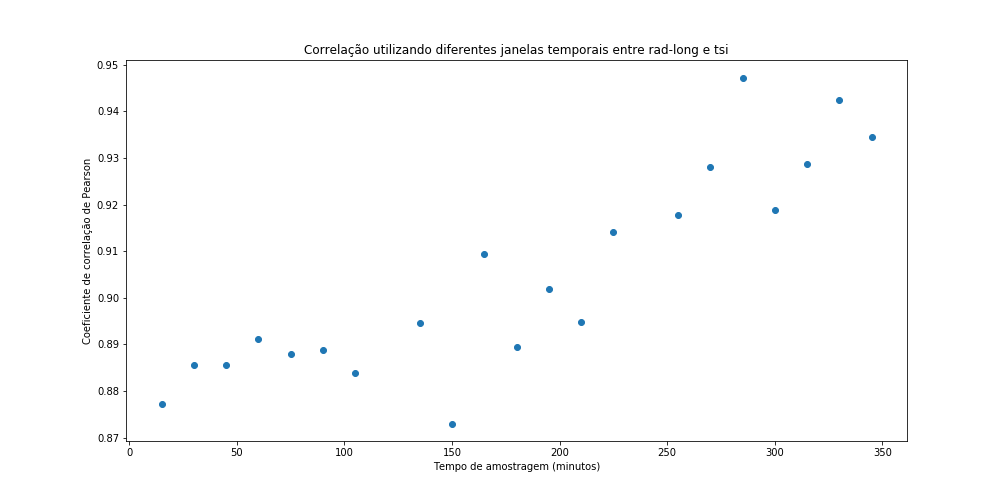 Correlação utilizando diferentes janelas temporais entre rad-long e tsi
0.95
0.94
0.93
0.92
0.91
0.90
0.89
0.88
0.87
Coeficiente de correlação de Pearson
0 50 100 150 200 250 300 350
Tempo de amostragem (minutos)